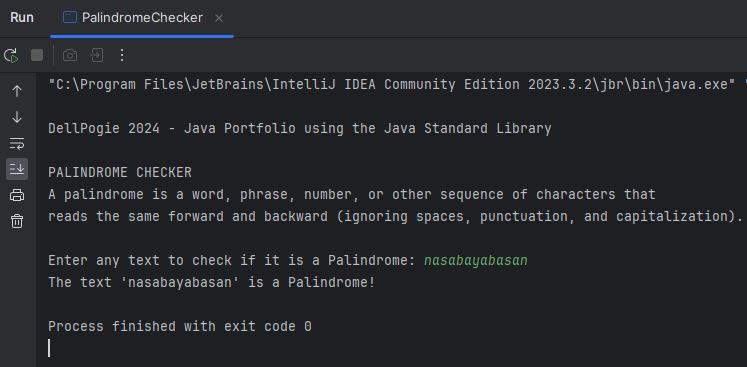 Run PalindromeChecker
"C:\Program Files\JetBrains\IntelliJ IDEA Community Edition 2023.3.2\jbr\bin\java.exe" "
DellPogie 2024 - Java Portfolio using the Java Standard Library
PALINDROME CHECKER
A palindrome is a word, phrase, number, or other sequence of characters that
reads the same forward and backward (ignoring spaces, punctuation, and capitalization).
Enter any text to check if it is a Palindrome: nasabayabasan
The text 'nasabayabasan' is a Palindrome!
Process finished with exit code 0